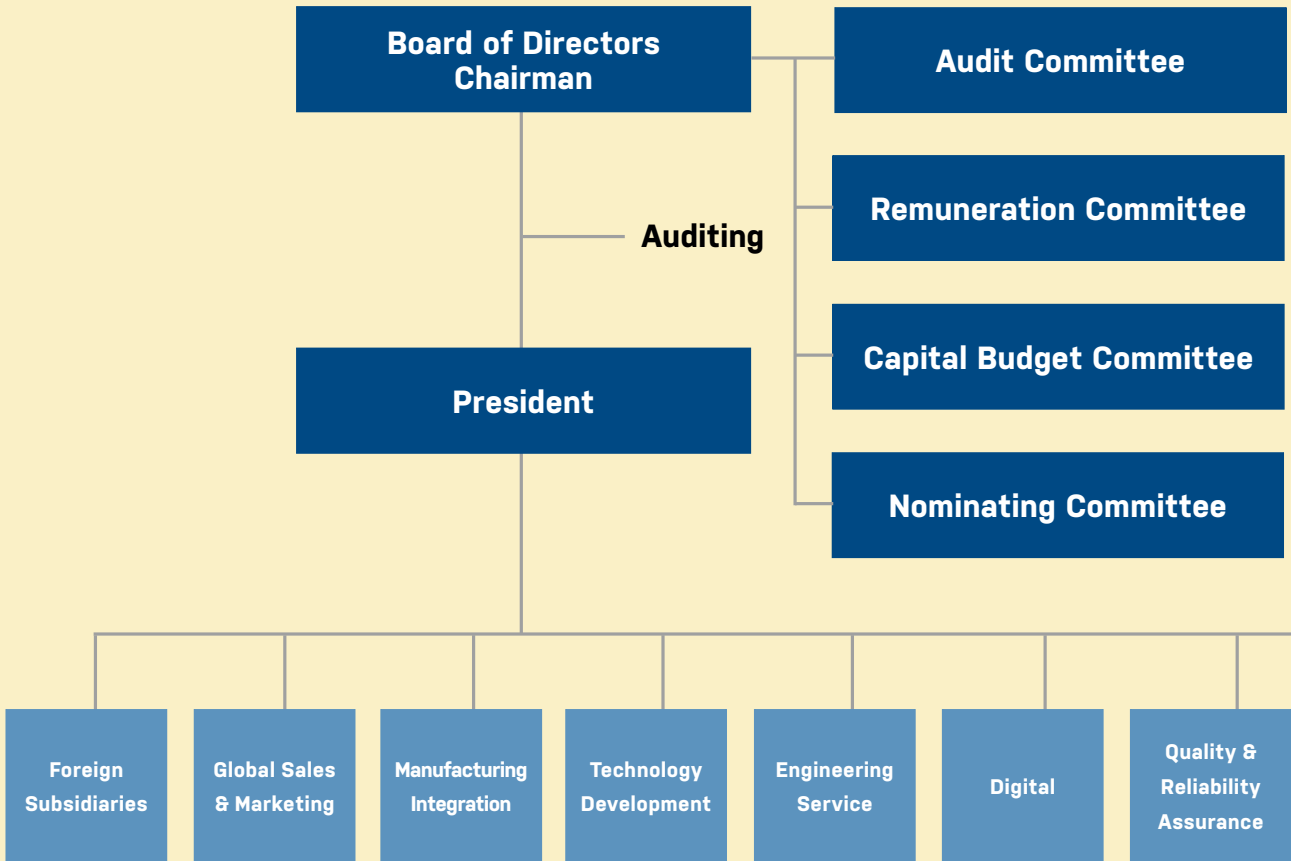 Board of Directors
Chairman
Audit Committee
Remuneration Committee
Auditing
Capital Budget Committee
President
Nominating Committee
Foreign
Subsidiaries
Global Sales
& Marketing
Manufacturing
Integration
Technology
Development
Engineering
Service
Digital
Quality &
Reliability
Assurance